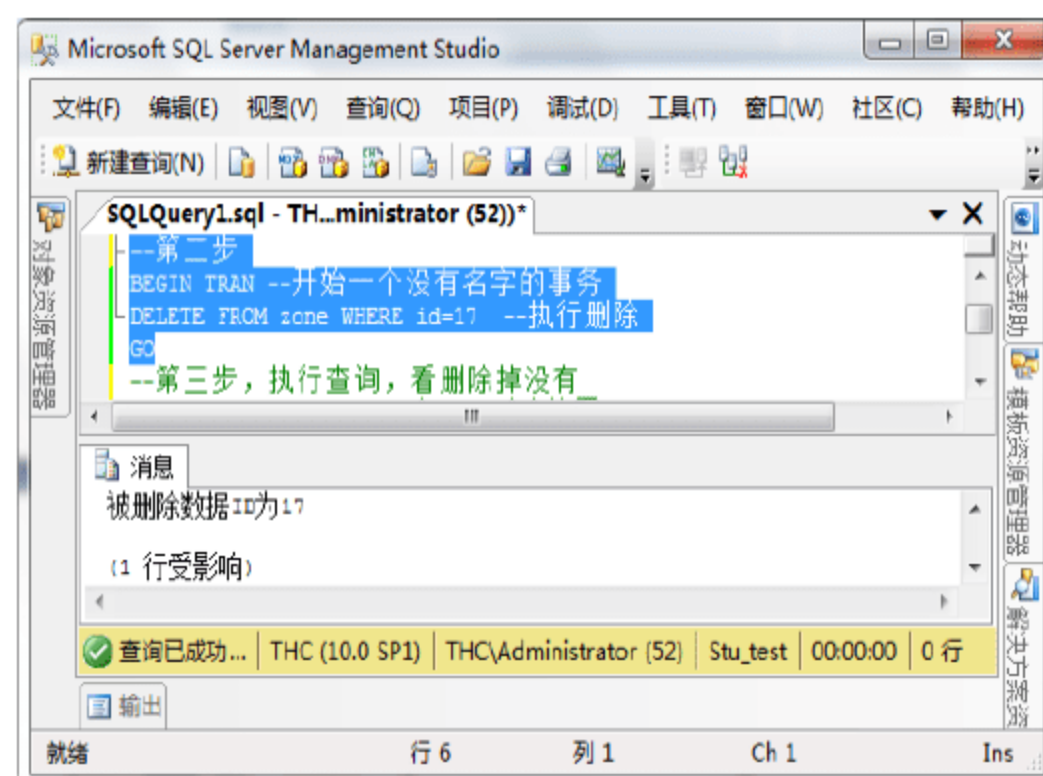 Microsoft SQL Server Management Studio
文件(F) 编辑(E) 视图(V) 查询(Q) 项目(P) 调试(D) 工具(T) 窗口(W) 社区(C) 帮助(H)
新建查询(N)
SQLQuery1.sql - TH...ministrator (52))*
对象资源管理器
--第二步
BEGIN TRAN --开始一个没有名字的事务
DELETE FROM zone WHERE id=17 --执行删除
GO
--第三步，执行查询，看删除掉没有
动态帮助
模板资源管理器
解决方案资
消息
被删除数据ID为17
(1 行受影响)
查询已成功... THC (10.0 SP1) THC\Administrator (52) Stu_test 00:00:00 0 行
输出
就绪 行 6 列 1 Ch 1 Ins